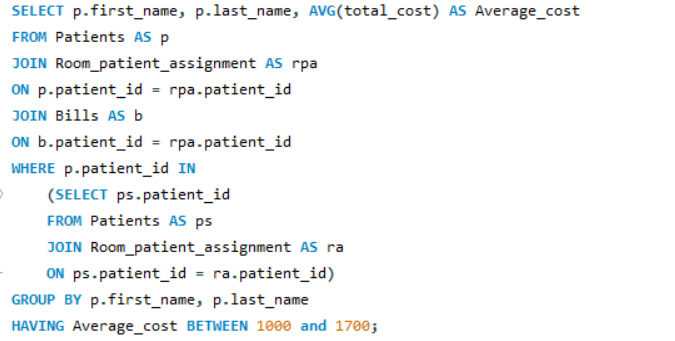 SELECT p.first_name, p.last_name, AVG(total_cost) AS Average_cost
FROM Patients AS p
JOIN Room_patient_assignment AS rpa
ON p.patient_id = rpa.patient_id
JOIN Bills AS b
ON b.patient_id = rpa.patient_id
WHERE p.patient_id IN
    (SELECT ps.patient_id
    FROM Patients AS ps
    JOIN Room_patient_assignment AS ra
    ON ps.patient_id = ra.patient_id)
GROUP BY p.first_name, p.last_name
HAVING Average_cost BETWEEN 1000 and 1700;